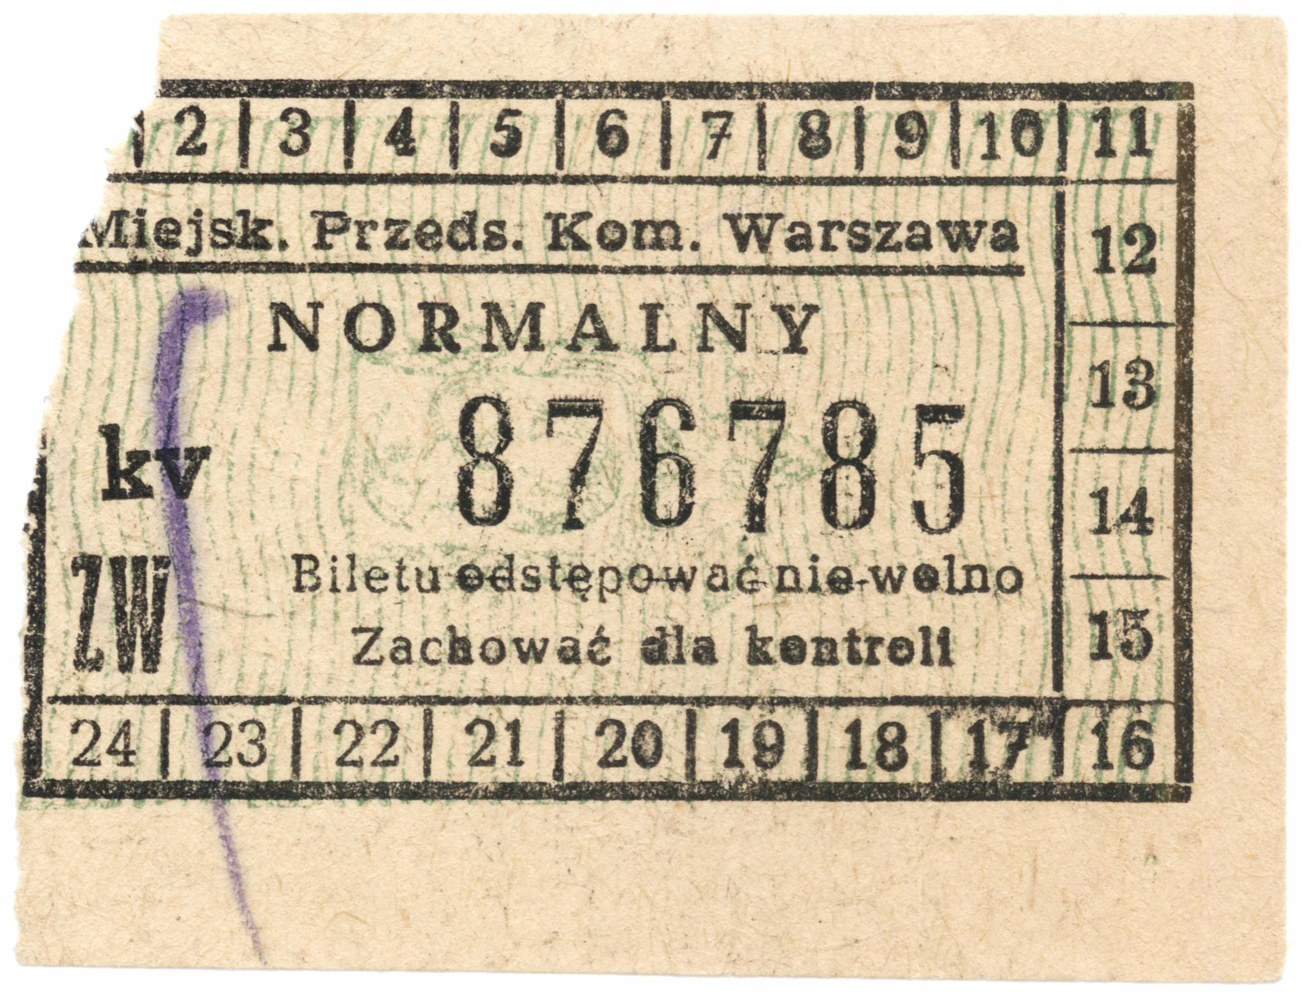 2 3 4 5 6 7 8 9 10 11
Miejsk. Przeds. Kom. Warszawa
12
NORMALNY
13
kv 876785
14
ZW Biletu odstępować nie wolno
15
Zachować dla kontroli
24 23 22 21 20 19 18 17 16